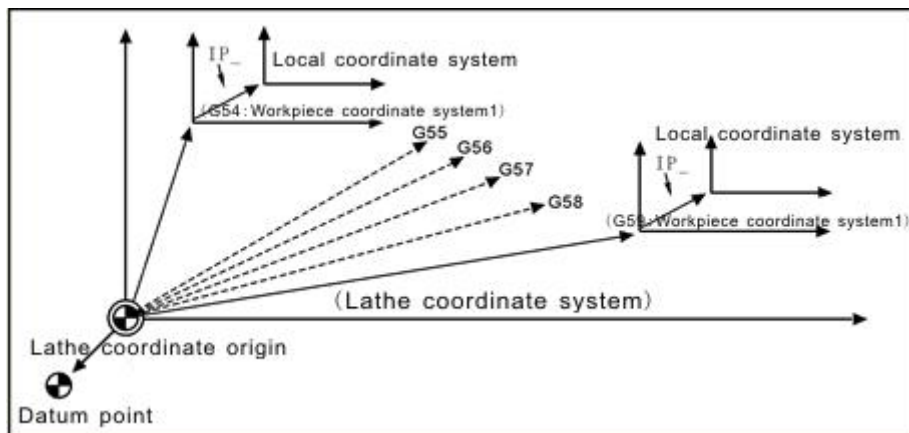 IP_
Local coordinate system
(G54:Workpiece coordinate system1)
G55
G56
G57
G58
Local coordinate system
IP_
(G59:Workpiece coordinate system1)
(Lathe coordinate system)
Lathe coordinate origin
Datum point